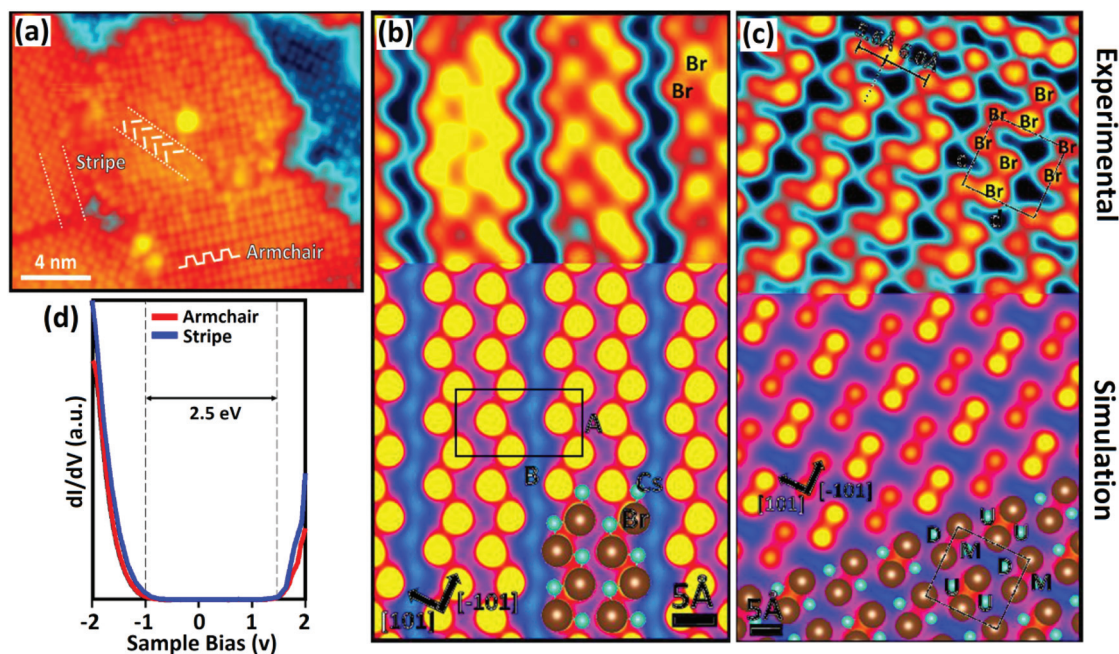 (a)
Stripe
4 nm
Armchair
(b)
Br
Br
(c)
Br
Br
Br
Br
Br
Br
Br
Br
Experimental
(d)
Armchair
Stripe
2.5 eV
dI/dV (a.u.)
-2
-1
0
1
2
Sample Bias (v)
A
B
Cs
Br
[101]
[-101]
5Å
[101]
[-101]
D
U
U
M
D
M
U
U
5Å
Simulation